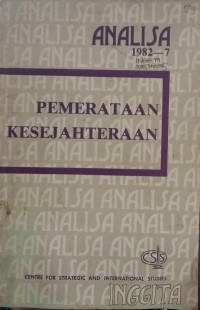 ANALISA
1982—7
PEMERATAAN
KESEJAHTERAAN
CSIS
CENTRE FOR STRATEGIC AND INTERNATIONAL STUDIES
INGGITA